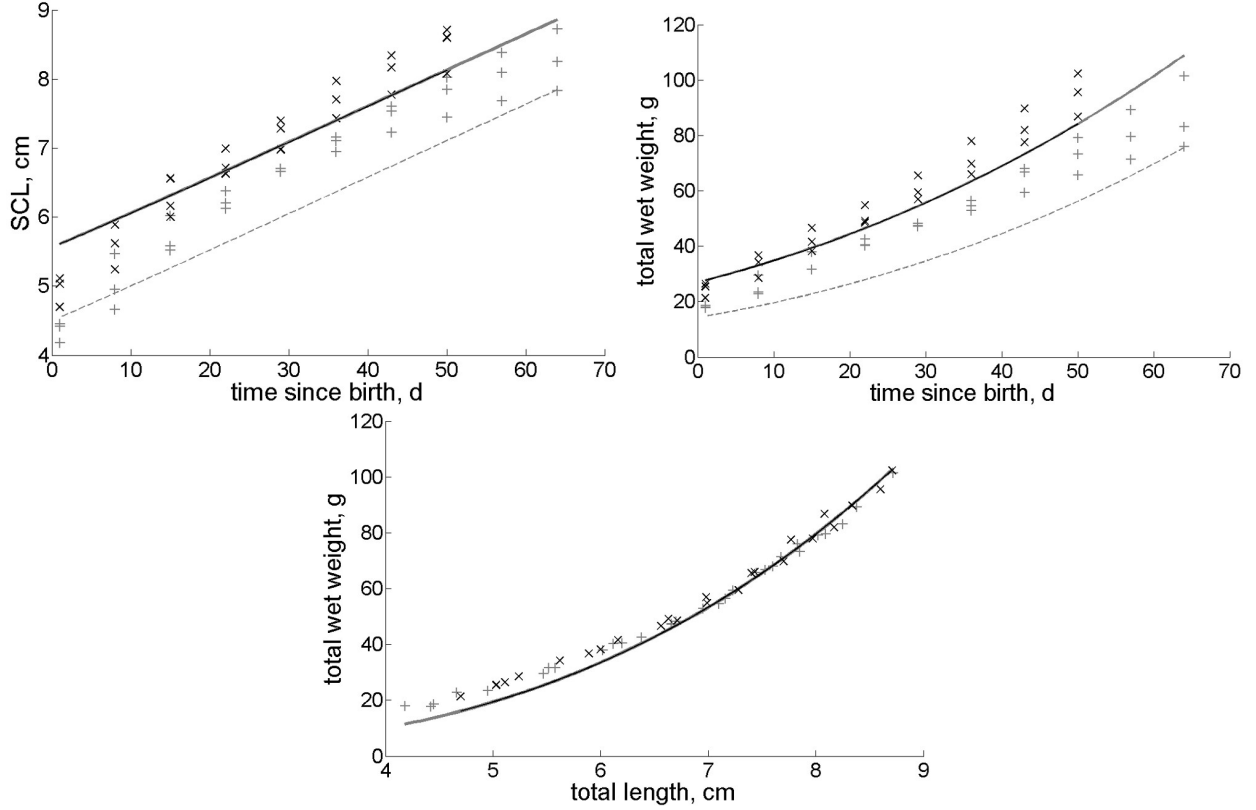 9
8
7
6
5
4
SCL, cm
0 10 20 30 40 50 60 70
time since birth, d
120
100
80
60
40
20
0
total wet weight, g
0 10 20 30 40 50 60 70
time since birth, d
120
100
80
60
40
20
0
total wet weight, g
4 5 6 7 8 9
total length, cm